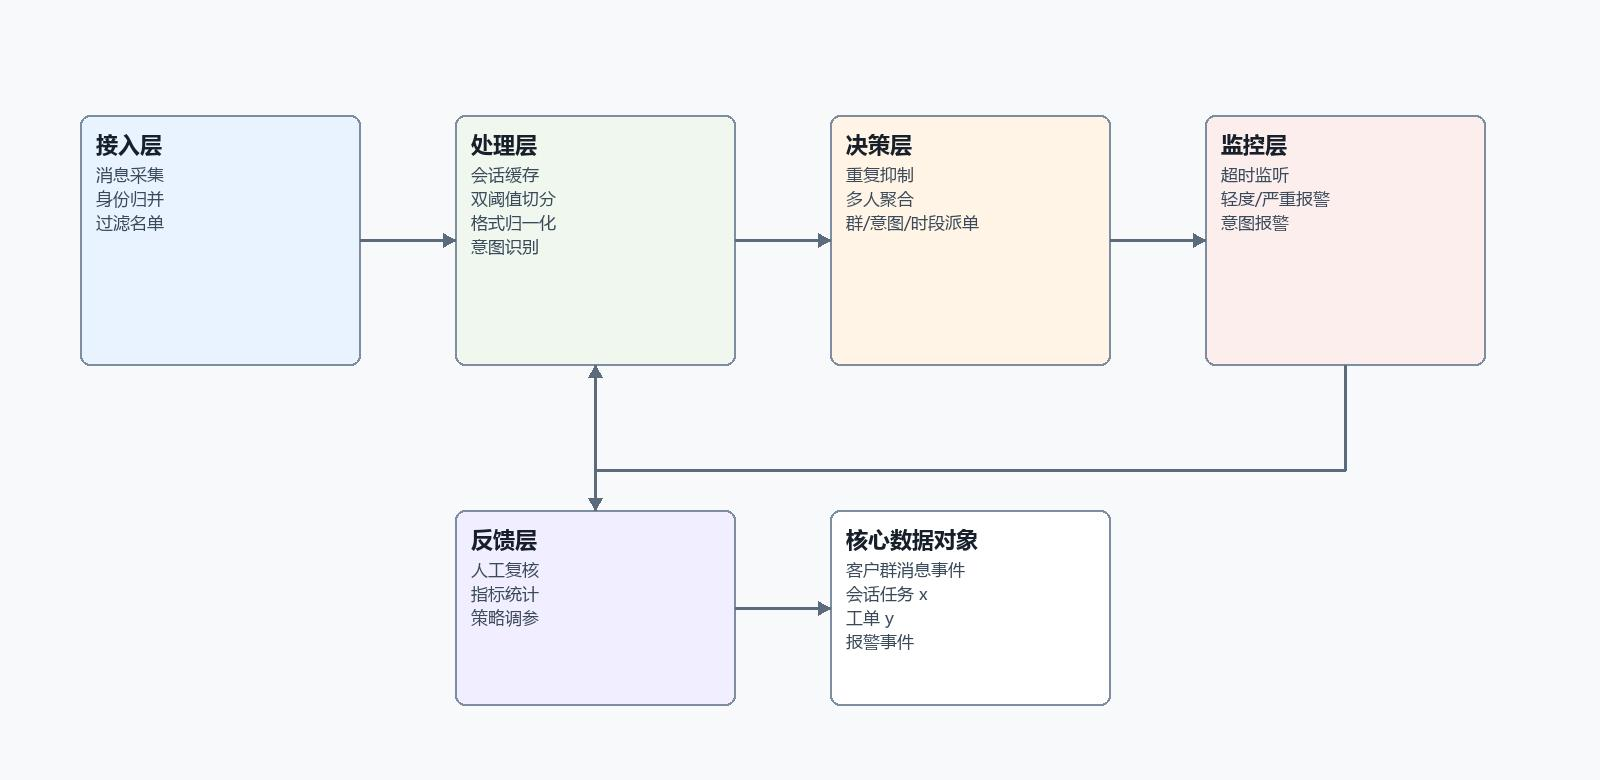 接入层
消息采集
身份归并
过滤名单
处理层
会话缓存
双阈值切分
格式归一化
意图识别
决策层
重复抑制
多人聚合
群/意图/时段派单
监控层
超时监听
轻度/严重报警
意图报警
反馈层
人工复核
指标统计
策略调参
核心数据对象
客户群消息事件
会话任务 x
工单 y
报警事件